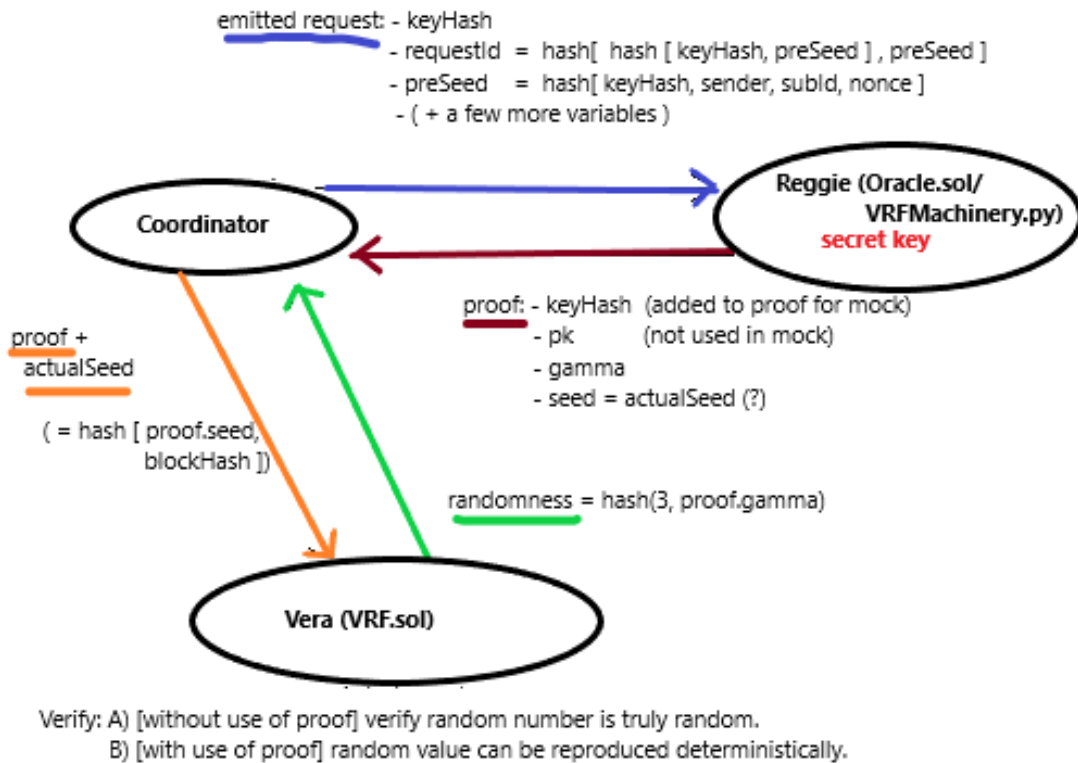 emitted request: - keyHash
- requestId = hash[ hash [ keyHash, preSeed ] , preSeed ]
- preSeed = hash[ keyHash, sender, subId, nonce ]
- ( + a few more variables )
Coordinator
Reggie (Oracle.sol/
VRFMachinery.py)
secret key
proof: - keyHash (added to proof for mock)
- pk (not used in mock)
- gamma
- seed = actualSeed (?)
proof +
actualSeed
( = hash [ proof.seed,
blockHash ])
randomness = hash(3, proof.gamma)
Vera (VRF.sol)
Verify: A) [without use of proof] verify random number is truly random.
B) [with use of proof] random value can be reproduced deterministically.